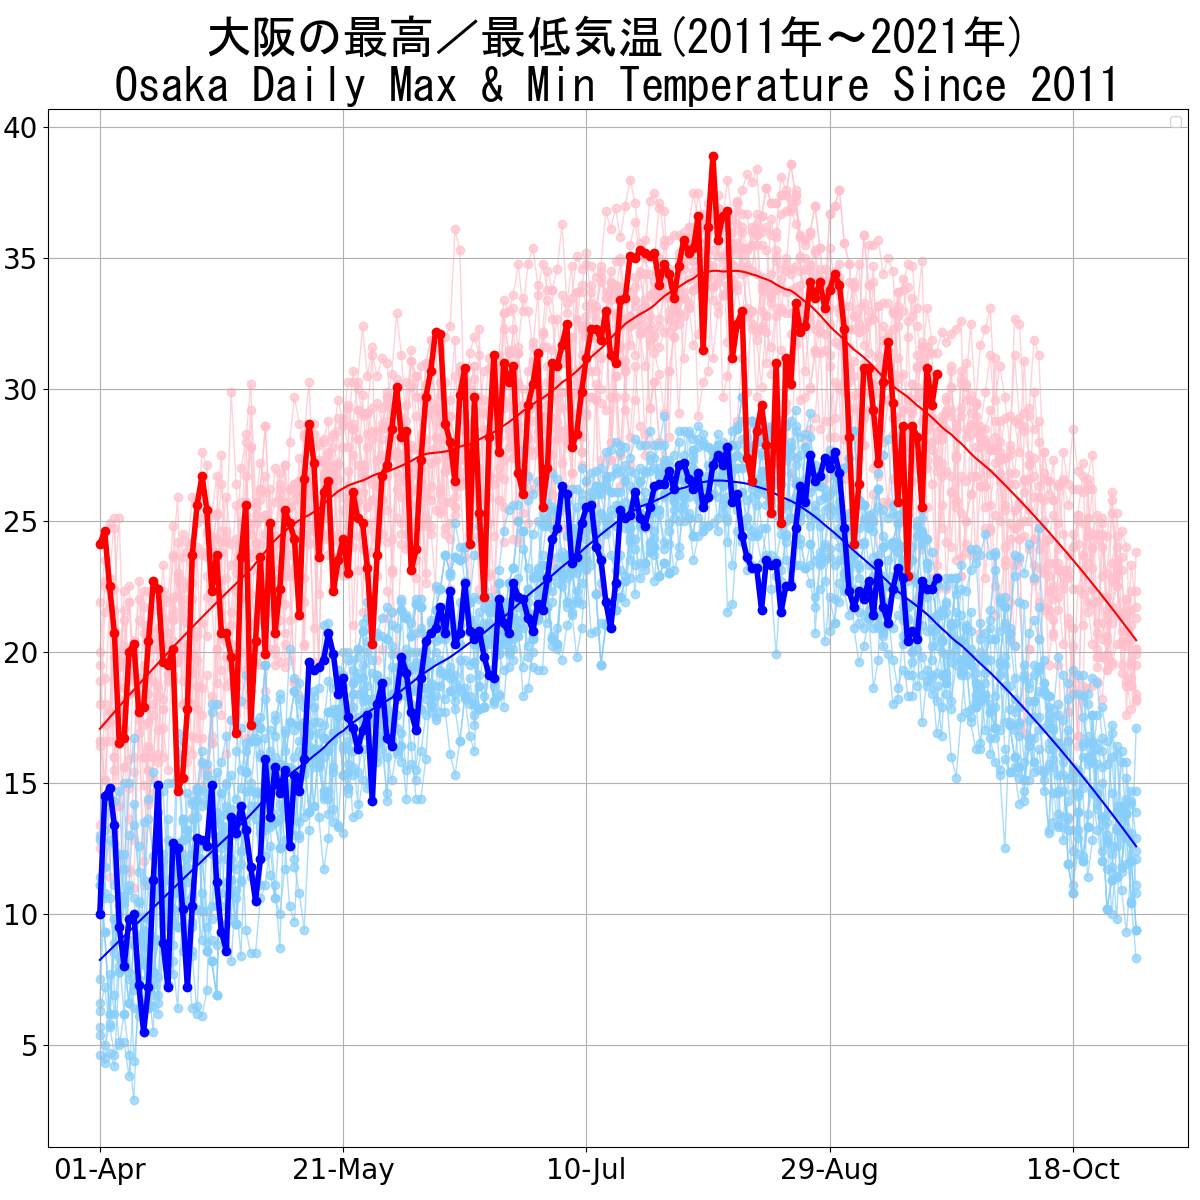 大阪の最高／最低気温(2011年～2021年)
Osaka Daily Max & Min Temperature Since 2011
40
35
30
25
20
15
10
5
01-Apr 21-May 10-Jul 29-Aug 18-Oct